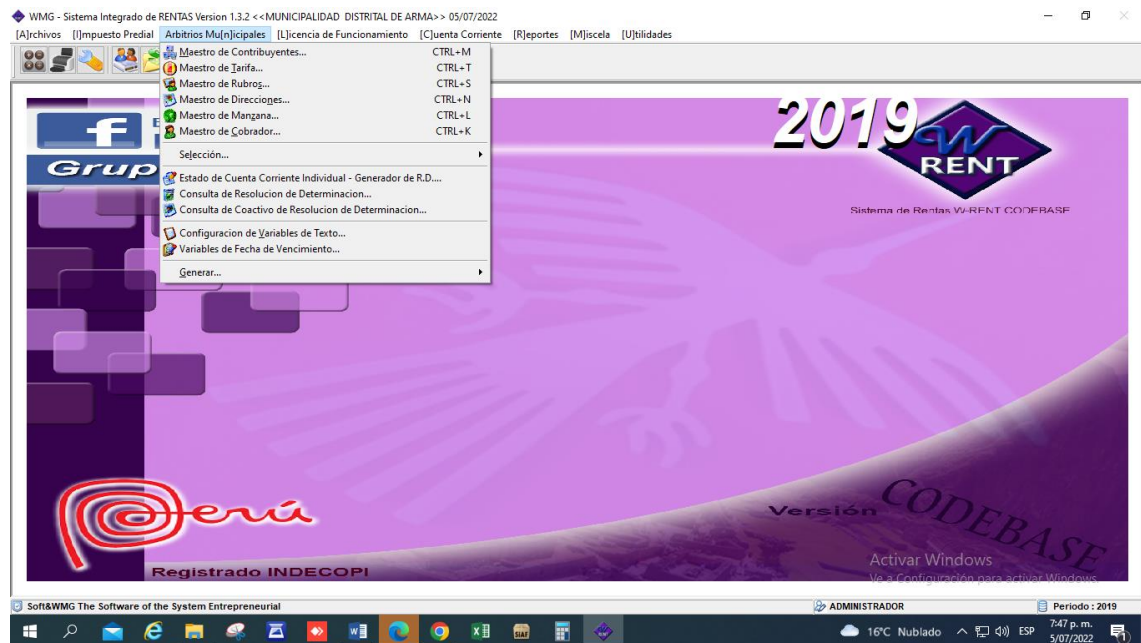 WMG - Sistema Integrado de RENTAS Version 1.3.2 <<MUNICIPALIDAD DISTRITAL DE ARMA>> 05/07/2022
[A]rchivos [I]mpuesto Predial Arbitrios Mu[n]icipales [L]icencia de Funcionamiento [C]uenta Corriente [R]eportes [M]iscela [U]tilidades
Maestro de Contribuyentes... CTRL+M
Maestro de Tarifa... CTRL+T
Maestro de Rubros... CTRL+S
Maestro de Direcciones... CTRL+N
Maestro de Manzana... CTRL+L
Maestro de Cobrador... CTRL+K
Selección...
Estado de Cuenta Corriente Individual - Generador de R.D....
Consulta de Resolucion de Determinacion...
Consulta de Coactivo de Resolucion de Determinacion...
Configuracion de Variables de Texto...
Variables de Fecha de Vencimiento...
Generar...
f
Grup
2019
W
RENT
Sistema de Rentas W-RENT CODEBASE
Perú
Registrado INDECOPI
Versión CODEBASE
Activar Windows
Ve a Configuración para activar Windows.
Soft&WMG The Software of the System Entrepreneurial ADMINISTRADOR Periodo : 2019
SIAF
16°C Nublado ESP 7:47 p. m.
5/07/2022